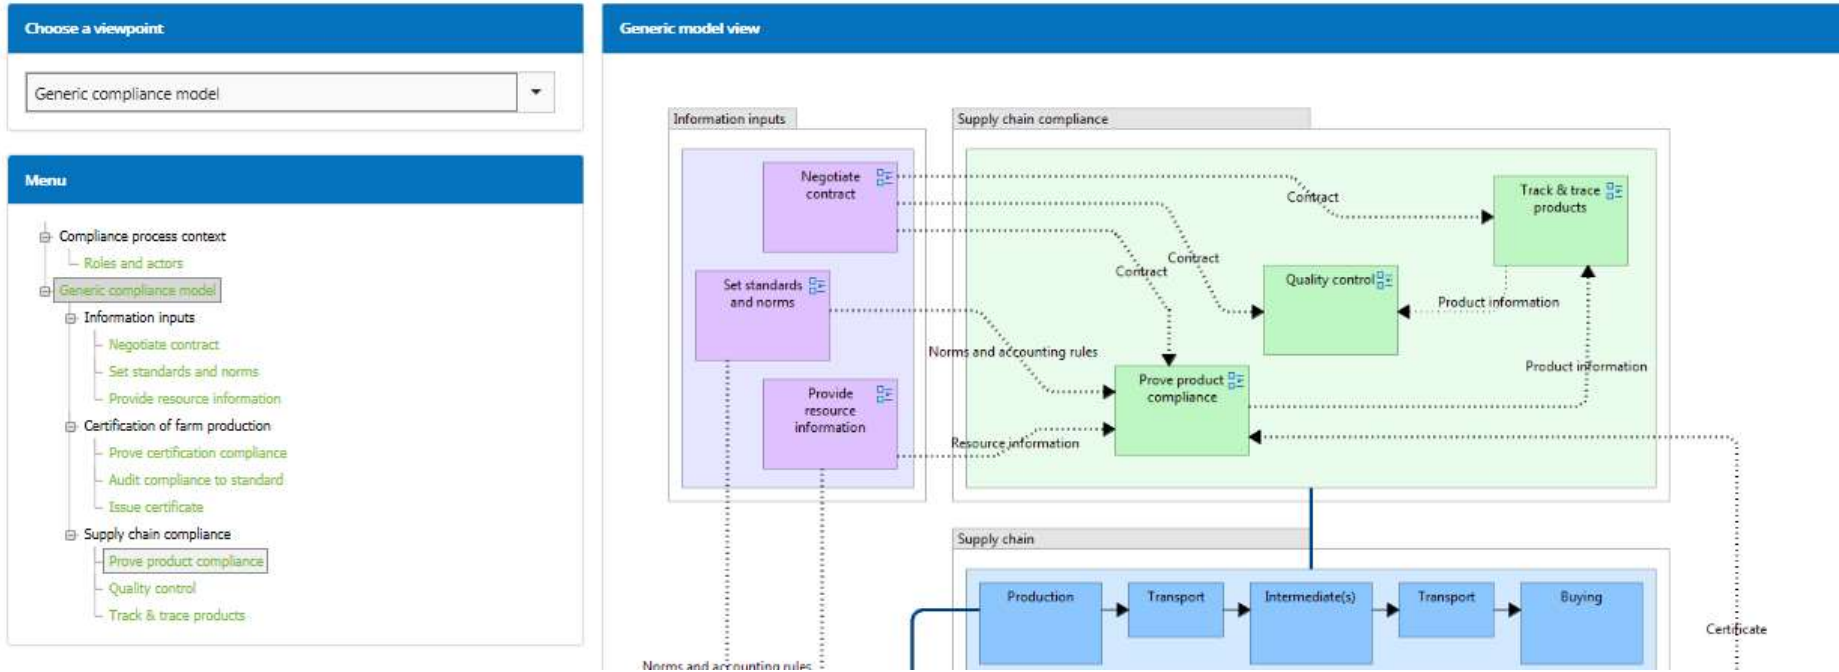 Choose a viewpoint
Generic compliance model
Menu
Compliance process context
Roles and actors
Generic compliance model
Information inputs
Negotiate contract
Set standards and norms
Provide resource information
Certification of farm production
Prove certification compliance
Audit compliance to standard
Issue certificate
Supply chain compliance
Prove product compliance
Quality control
Track & trace products
Generic model view
Information inputs
Supply chain compliance
Negotiate
contract
Contract
Track & trace
products
Contract
Contract
Set standards
and norms
Quality control
Product information
Norms and accounting rules
Product information
Prove product
compliance
Provide
resource
information
Resource information
Supply chain
Production
Transport
Intermediate(s)
Transport
Buying
Certificate
Norms and accounting rules